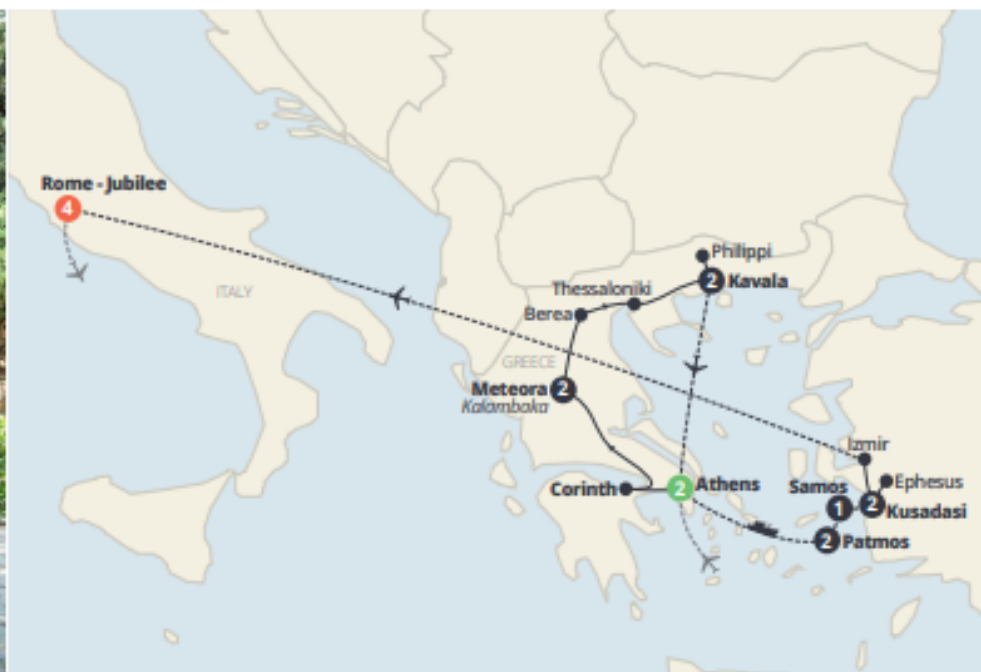 Rome - Jubilee
4
ITALY
Philippi
2 Kavala
Thessaloniki
Berea
GREECE
Meteora 2
Kalambaka
Izmir
Corinth
2 Athens
Samos
1
Ephesus
2 Kusadasi
2 Patmos